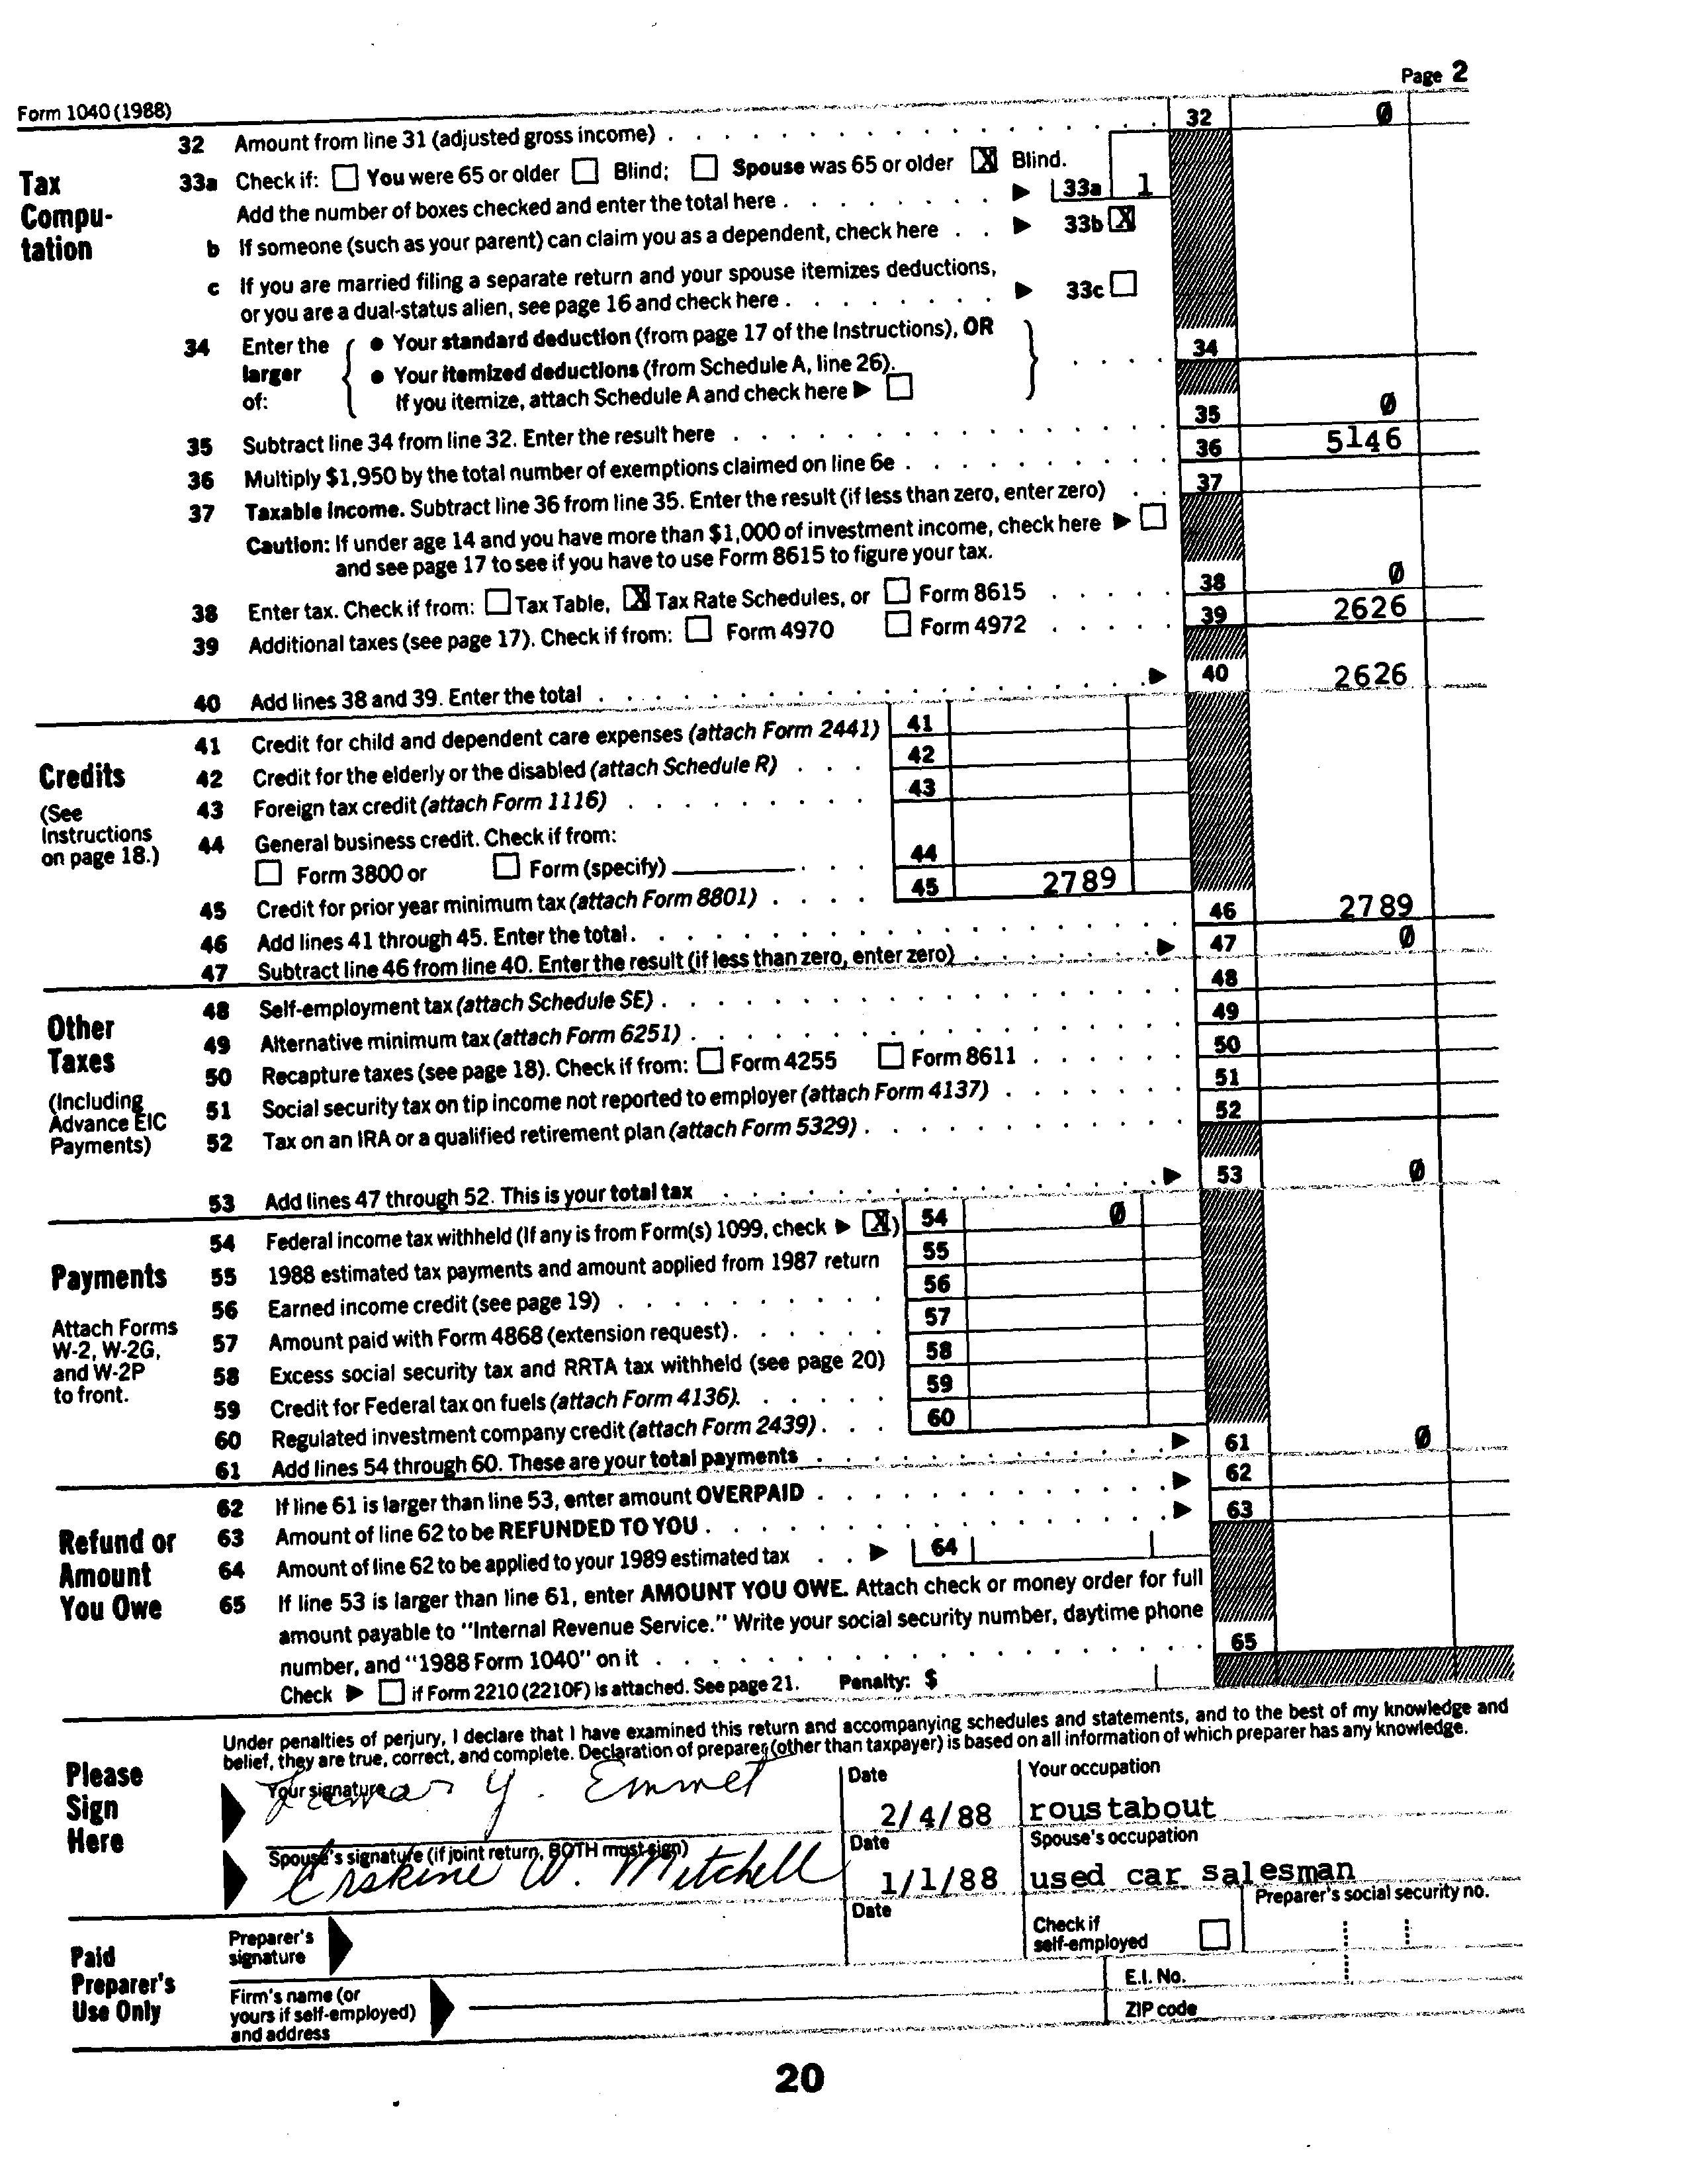 Page 2
Form 1040 (1988)
32 Amount from line 31 (adjusted gross income) 32 0
Tax Compu-tation
33a Check if: You were 65 or older Blind; Spouse was 65 or older X Blind.
Add the number of boxes checked and enter the total here 33a 1
b If someone (such as your parent) can claim you as a dependent, check here 33b X
c If you are married filing a separate return and your spouse itemizes deductions,
or you are a dual-status alien, see page 16 and check here 33c
34 Enter the larger of: • Your standard deduction (from page 17 of the Instructions), OR 34
• Your itemized deductions (from Schedule A, line 26).
If you itemize, attach Schedule A and check here
35 Subtract line 34 from line 32. Enter the result here 35 0
36 Multiply $1,950 by the total number of exemptions claimed on line 6e 36 5146
37 Taxable income. Subtract line 36 from line 35. Enter the result (if less than zero, enter zero) 37
Caution: If under age 14 and you have more than $1,000 of investment income, check here
and see page 17 to see if you have to use Form 8615 to figure your tax.
38 Enter tax. Check if from: Tax Table, X Tax Rate Schedules, or Form 8615 38 0
39 Additional taxes (see page 17). Check if from: Form 4970 Form 4972 39 2626
40 Add lines 38 and 39. Enter the total 40 2626
Credits
(See Instructions on page 18.)
41 Credit for child and dependent care expenses (attach Form 2441) 41
42 Credit for the elderly or the disabled (attach Schedule R) 42
43 Foreign tax credit (attach Form 1116) 43
44 General business credit. Check if from:
Form 3800 or Form (specify) 44
45 Credit for prior year minimum tax (attach Form 8801) 45 2789
46 Add lines 41 through 45. Enter the total. 46 2789
47 Subtract line 46 from line 40. Enter the result (if less than zero, enter zero) 47 0
Other Taxes
(Including Advance EIC Payments)
48 Self-employment tax (attach Schedule SE) 48
49 Alternative minimum tax (attach Form 6251) 49
50 Recapture taxes (see page 18). Check if from: Form 4255 Form 8611 50
51 Social security tax on tip income not reported to employer (attach Form 4137) 51
52 Tax on an IRA or a qualified retirement plan (attach Form 5329) 52
53 Add lines 47 through 52. This is your total tax 53 0
Payments
Attach Forms W-2, W-2G, and W-2P to front.
54 Federal income tax withheld (If any is from Form(s) 1099, check X) 54 0
55 1988 estimated tax payments and amount applied from 1987 return 55
56 Earned income credit (see page 19) 56
57 Amount paid with Form 4868 (extension request) 57
58 Excess social security tax and RRTA tax withheld (see page 20) 58
59 Credit for Federal tax on fuels (attach Form 4136). 59
60 Regulated investment company credit (attach Form 2439) 60
61 Add lines 54 through 60. These are your total payments 61 0
Refund or Amount You Owe
62 If line 61 is larger than line 53, enter amount OVERPAID 62
63 Amount of line 62 to be REFUNDED TO YOU 63
64 Amount of line 62 to be applied to your 1989 estimated tax 64
65 If line 53 is larger than line 61, enter AMOUNT YOU OWE. Attach check or money order for full
amount payable to "Internal Revenue Service." Write your social security number, daytime phone
number, and "1988 Form 1040" on it 65
Check if Form 2210 (2210F) is attached. See page 21. Penalty: $
Please Sign Here
Under penalties of perjury, I declare that I have examined this return and accompanying schedules and statements, and to the best of my knowledge and
belief, they are true, correct, and complete. Declaration of preparer (other than taxpayer) is based on all information of which preparer has any knowledge.
Your signature Date Your occupation
Y. Emmet 2/4/88 roustabout
Spouse's signature (if joint return, BOTH must sign) Date Spouse's occupation
Erskine W. Mitchell 1/1/88 used car salesman
Paid Preparer's Use Only
Preparer's signature Date Check if self-employed Preparer's social security no.
Firm's name (or yours if self-employed) and address E.I. No.
ZIP code
20